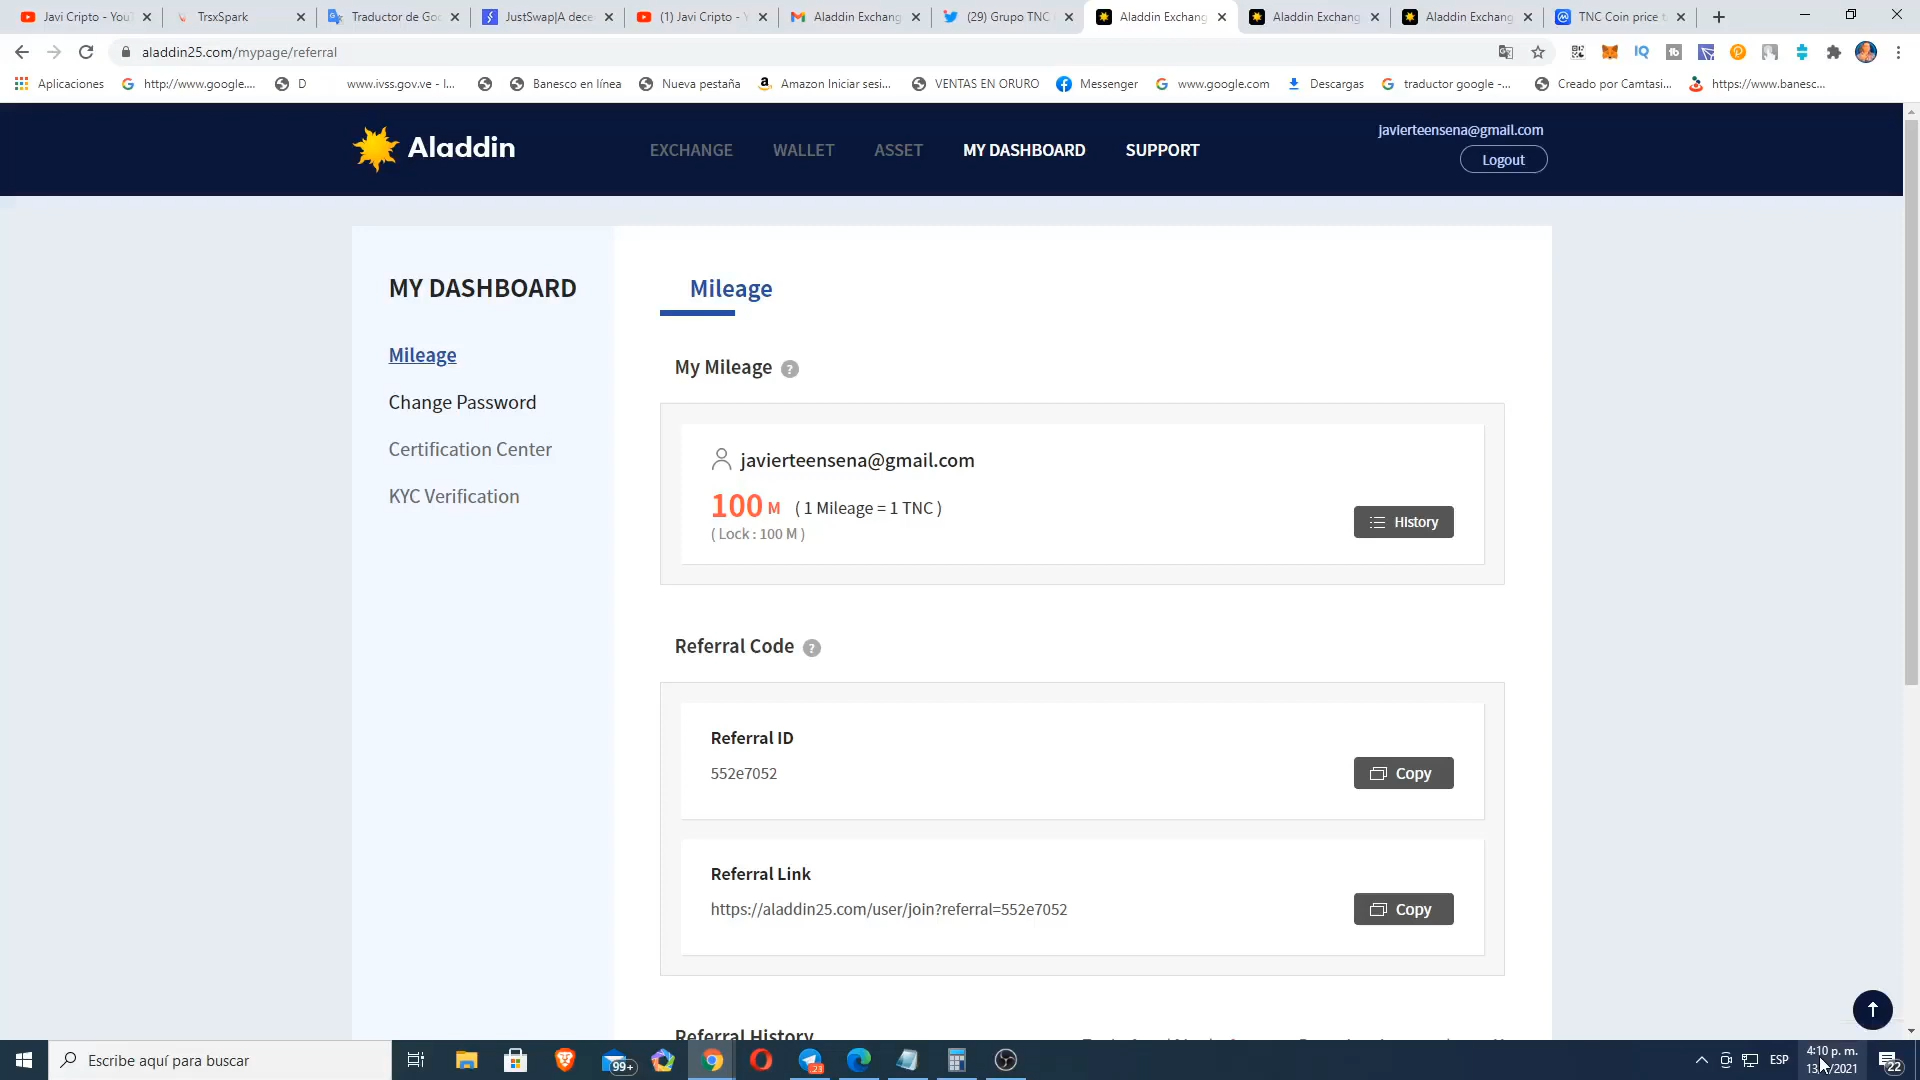 Javi Cripto - You
TrsxSpark
Traductor de Goo
JustSwap|A dece
(1) Javi Cripto - Y
Aladdin Exchang
(29) Grupo TNC
Aladdin Exchang
Aladdin Exchang
Aladdin Exchang
TNC Coin price t
aladdin25.com/mypage/referral
Aplicaciones
http://www.google....
D
www.ivss.gov.ve - I...
Banesco en línea
Nueva pestaña
Amazon Iniciar sesi...
VENTAS EN ORURO
Messenger
www.google.com
Descargas
traductor google -...
Creado por Camtasi...
https://www.banesc...
Aladdin
EXCHANGE
WALLET
ASSET
MY DASHBOARD
SUPPORT
javierteensena@gmail.com
Logout
MY DASHBOARD
Mileage
Change Password
Certification Center
KYC Verification
Mileage
My Mileage ?
javierteensena@gmail.com
100 M ( 1 Mileage = 1 TNC )
( Lock : 100 M )
History
Referral Code ?
Referral ID
552e7052
Copy
Referral Link
https://aladdin25.com/user/join?referral=552e7052
Copy
Referral History
Escribe aquí para buscar
99+
23
ESP
4:10 p. m.
22